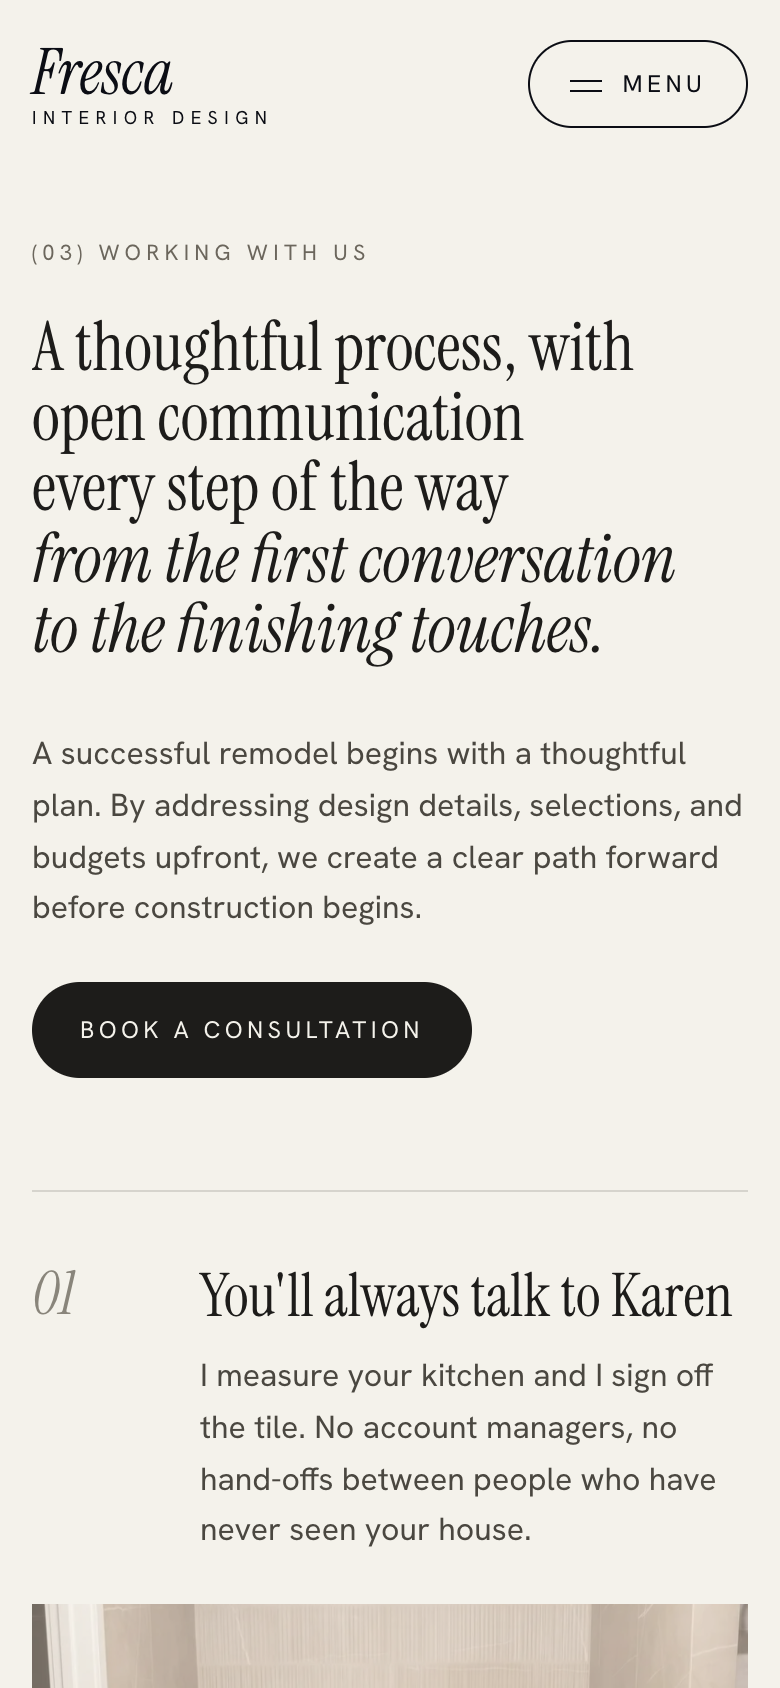 Fresca
INTERIOR DESIGN
MENU
(03) WORKING WITH US
A thoughtful process, with
open communication
every step of the way
from the first conversation
to the finishing touches.
A successful remodel begins with a thoughtful
plan. By addressing design details, selections, and
budgets upfront, we create a clear path forward
before construction begins.
BOOK A CONSULTATION
01
You'll always talk to Karen
I measure your kitchen and I sign off
the tile. No account managers, no
hand-offs between people who have
never seen your house.